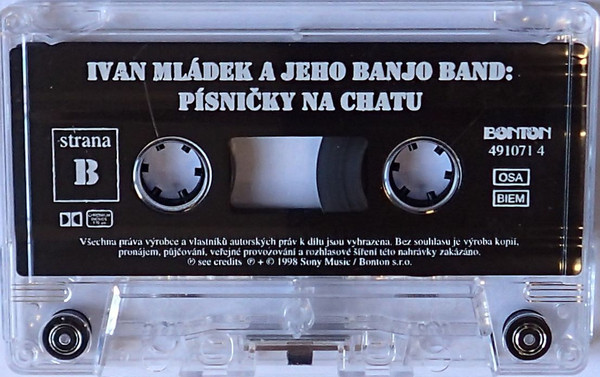 IVAN MLÁDEK A JEHO BANJO BAND:
PÍSNIČKY NA CHATU
strana
B
BONTON
491071 4
OSA
BIEM
Všechna práva výrobce a vlastníků autorských práv k dílu jsou vyhrazena. Bez souhlasu je výroba kopií,
pronájem, půjčování, veřejné provozování a rozhlasové šíření této nahrávky zakázáno.
℗ see credits ℗ + © 1998 Sony Music / Bonton s.r.o.